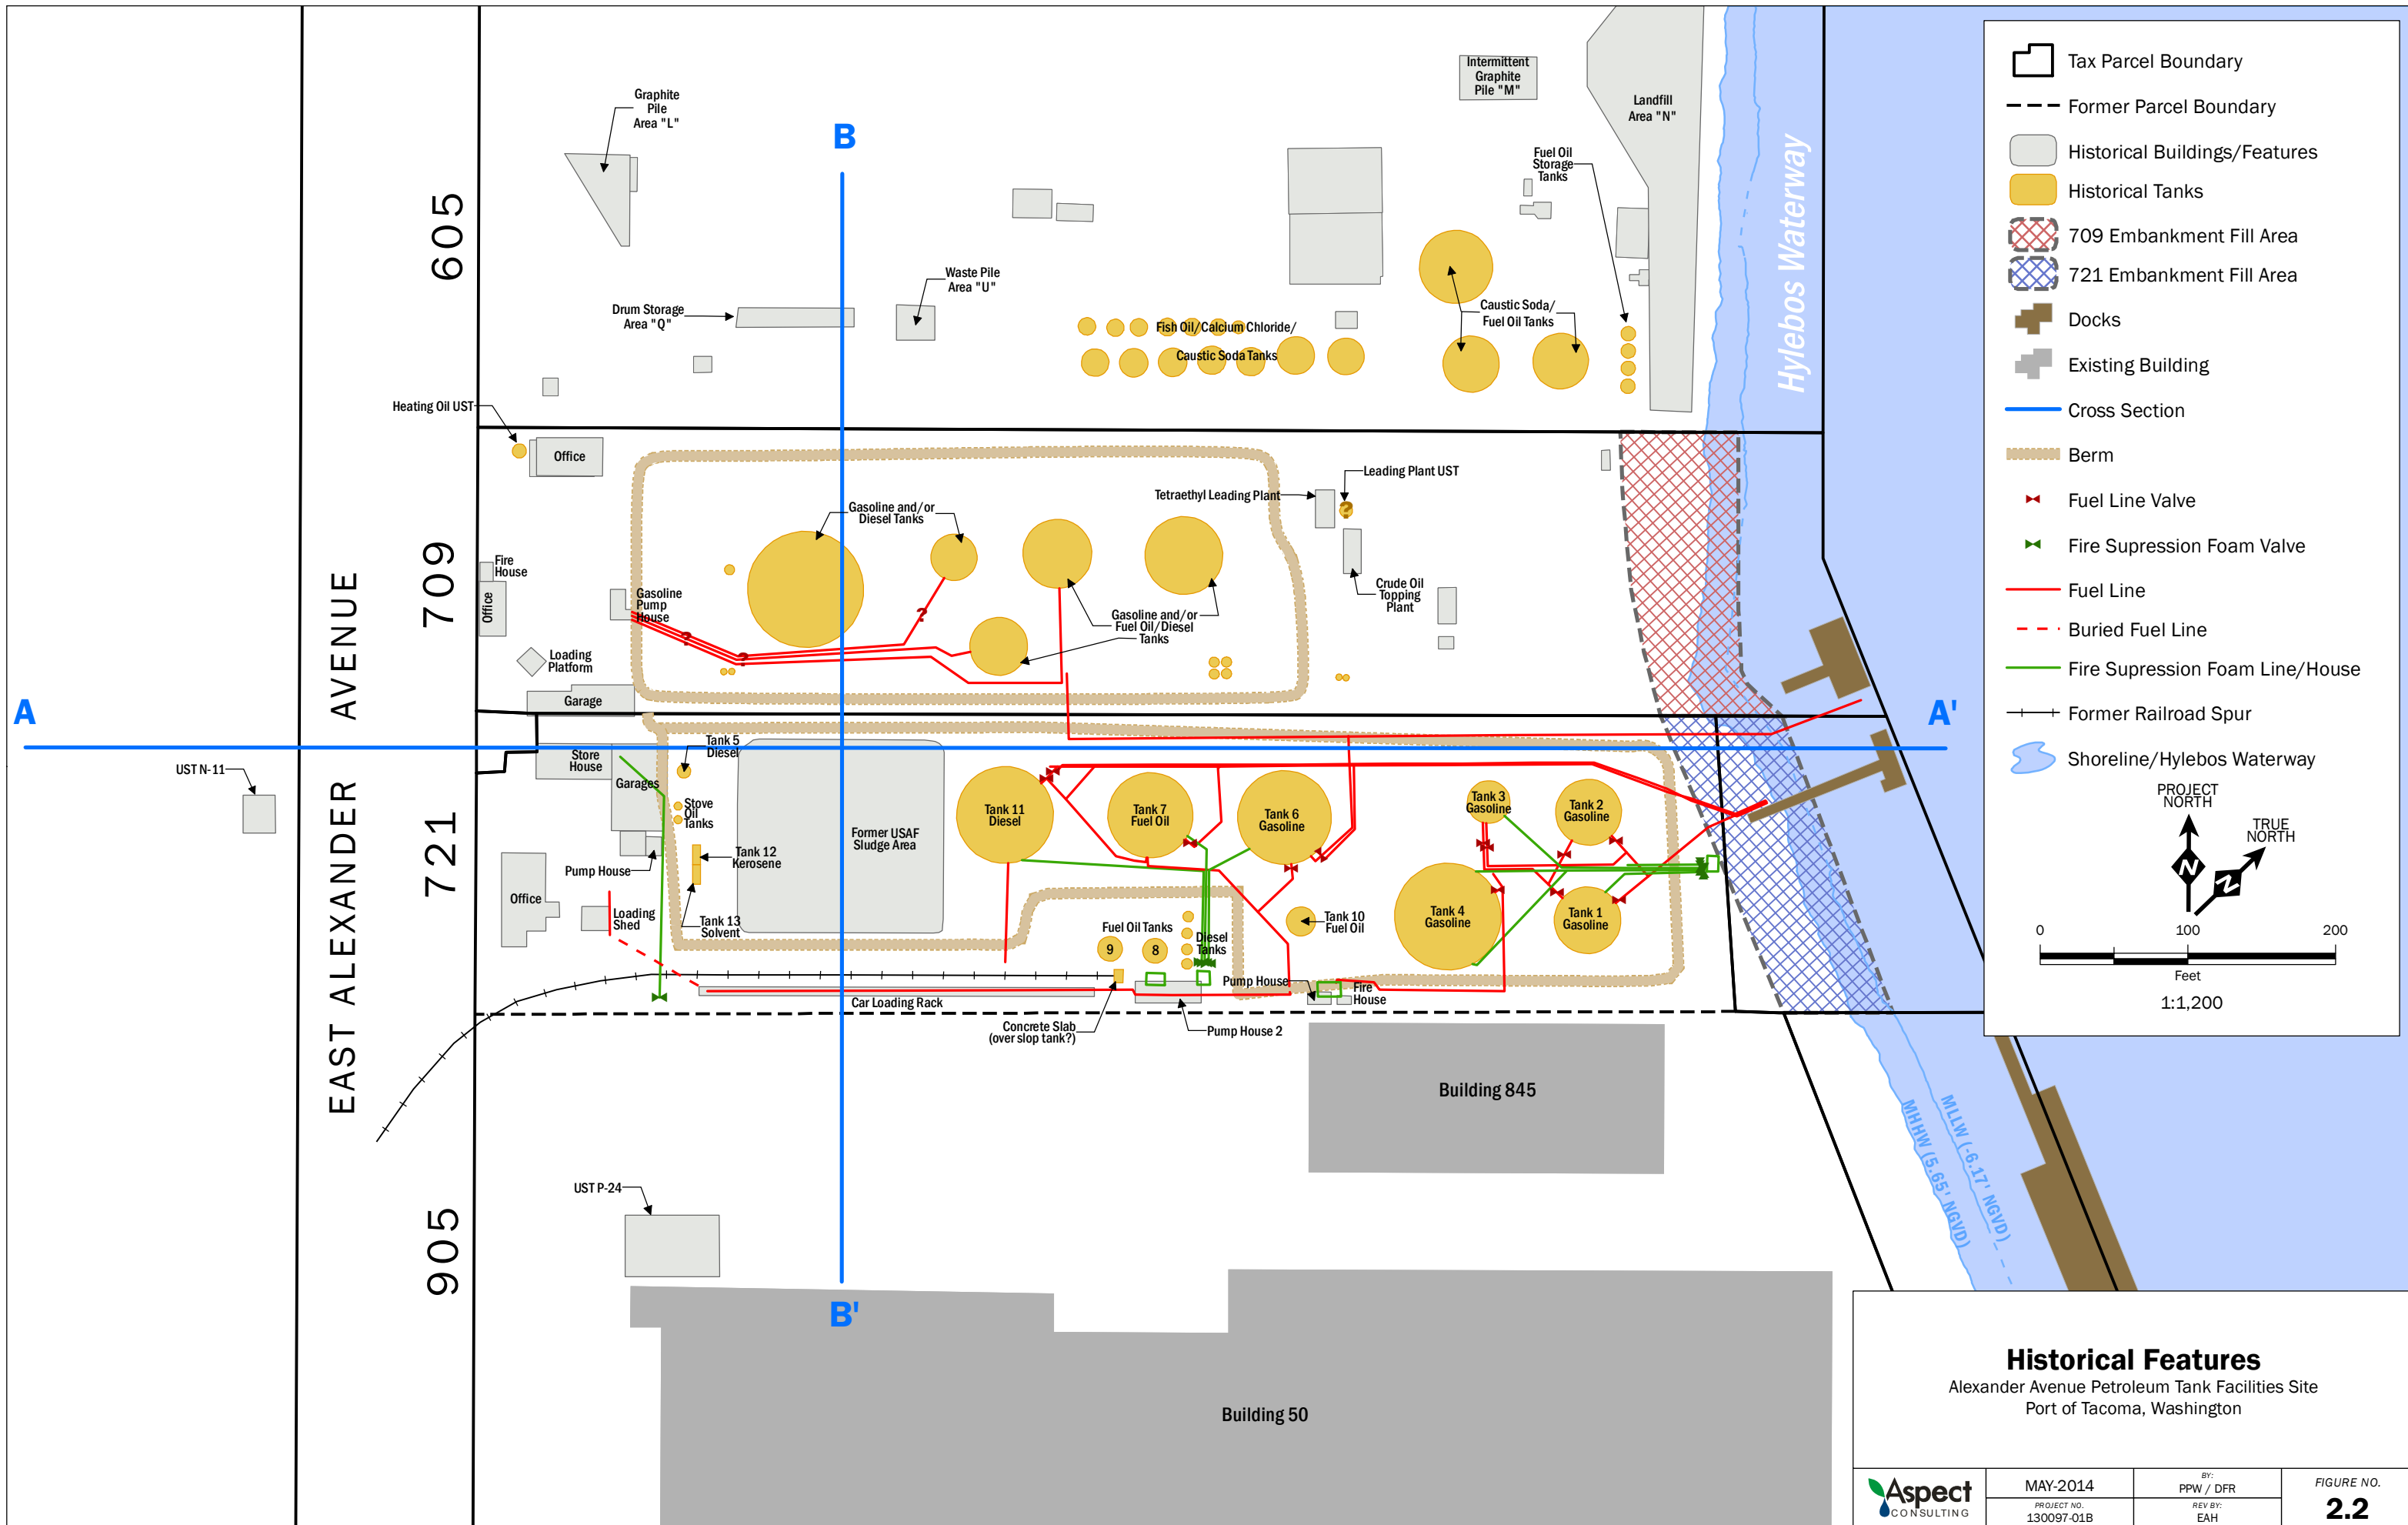 Graphite
Pile
Area "L"
B
Intermittent
Graphite
Pile "M"
Landfill
Area "N"
Fuel Oil
Storage
Tanks
Hylebos Waterway
605
Waste Pile
Area "U"
Drum Storage
Area "Q"
Fish Oil/Calcium Chloride/
Caustic Soda Tanks
Caustic Soda/
Fuel Oil Tanks
Heating Oil UST
Office
Leading Plant UST
Tetraethyl Leading Plant
?
Gasoline and/or
Diesel Tanks
709
Fire
House
Office
Gasoline
Pump
House
Crude Oil
Topping
Plant
Gasoline and/or
Fuel Oil/Diesel
Tanks
?
?
?
Loading
Platform
Garage
A
A'
EAST ALEXANDER AVENUE
Store
House
Garages
Tank 5
Diesel
UST N-11
Stove
Oil
Tanks
721
Former USAF
Sludge Area
Tank 11
Diesel
Tank 7
Fuel Oil
Tank 6
Gasoline
Tank 3
Gasoline
Tank 2
Gasoline
Tank 12
Kerosene
Pump House
Office
Loading
Shed
Tank 13
Solvent
Fuel Oil Tanks
9
8
Diesel
Tanks
Tank 10
Fuel Oil
Tank 4
Gasoline
Tank 1
Gasoline
Pump House
Fire
House
Car Loading Rack
Concrete Slab
(over slop tank?)
Pump House 2
Building 845
MHHW (5.65' NGVD)
MLLW (-6.17' NGVD)
UST P-24
905
B'
Building 50
Tax Parcel Boundary
Former Parcel Boundary
Historical Buildings/Features
Historical Tanks
709 Embankment Fill Area
721 Embankment Fill Area
Docks
Existing Building
Cross Section
Berm
Fuel Line Valve
Fire Supression Foam Valve
Fuel Line
Buried Fuel Line
Fire Supression Foam Line/House
Former Railroad Spur
Shoreline/Hylebos Waterway
PROJECT
NORTH
TRUE
NORTH
N
N
0 100 200
Feet
1:1,200
Historical Features
Alexander Avenue Petroleum Tank Facilities Site
Port of Tacoma, Washington
Aspect
CONSULTING
MAY-2014
PROJECT NO.
130097-01B
BY:
PPW / DFR
REV BY:
EAH
FIGURE NO.
2.2